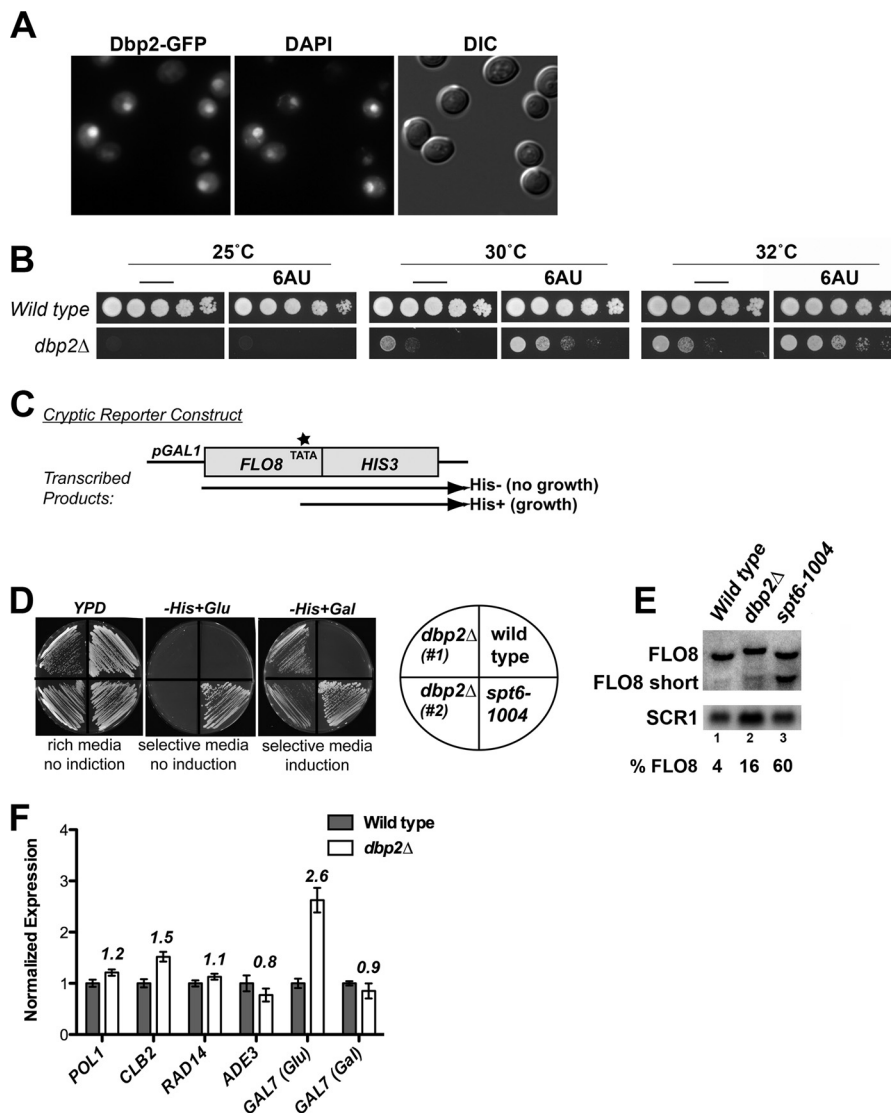 A
Dbp2-GFP DAPI DIC
B
25˚C 30˚C 32˚C
6AU 6AU 6AU
Wild type
dbp2Δ
C
Cryptic Reporter Construct
pGAL1
FLO8 TATA HIS3
Transcribed
Products:
His- (no growth)
His+ (growth)
D
YPD -His+Glu -His+Gal
dbp2Δ
(#1)
wild
type
dbp2Δ
(#2)
spt6-
1004
rich media
no indiction
selective media
no induction
selective media
induction
E
Wild type
dbp2Δ
spt6-1004
FLO8
FLO8 short
SCR1
1 2 3
% FLO8 4 16 60
F
Normalized Expression
4
3
2
1
0
Wild type
dbp2Δ
1.2
1.5
1.1
0.8
2.6
0.9
POL1
CLB2
RAD14
ADE3
GAL7 (Glu)
GAL7 (Gal)